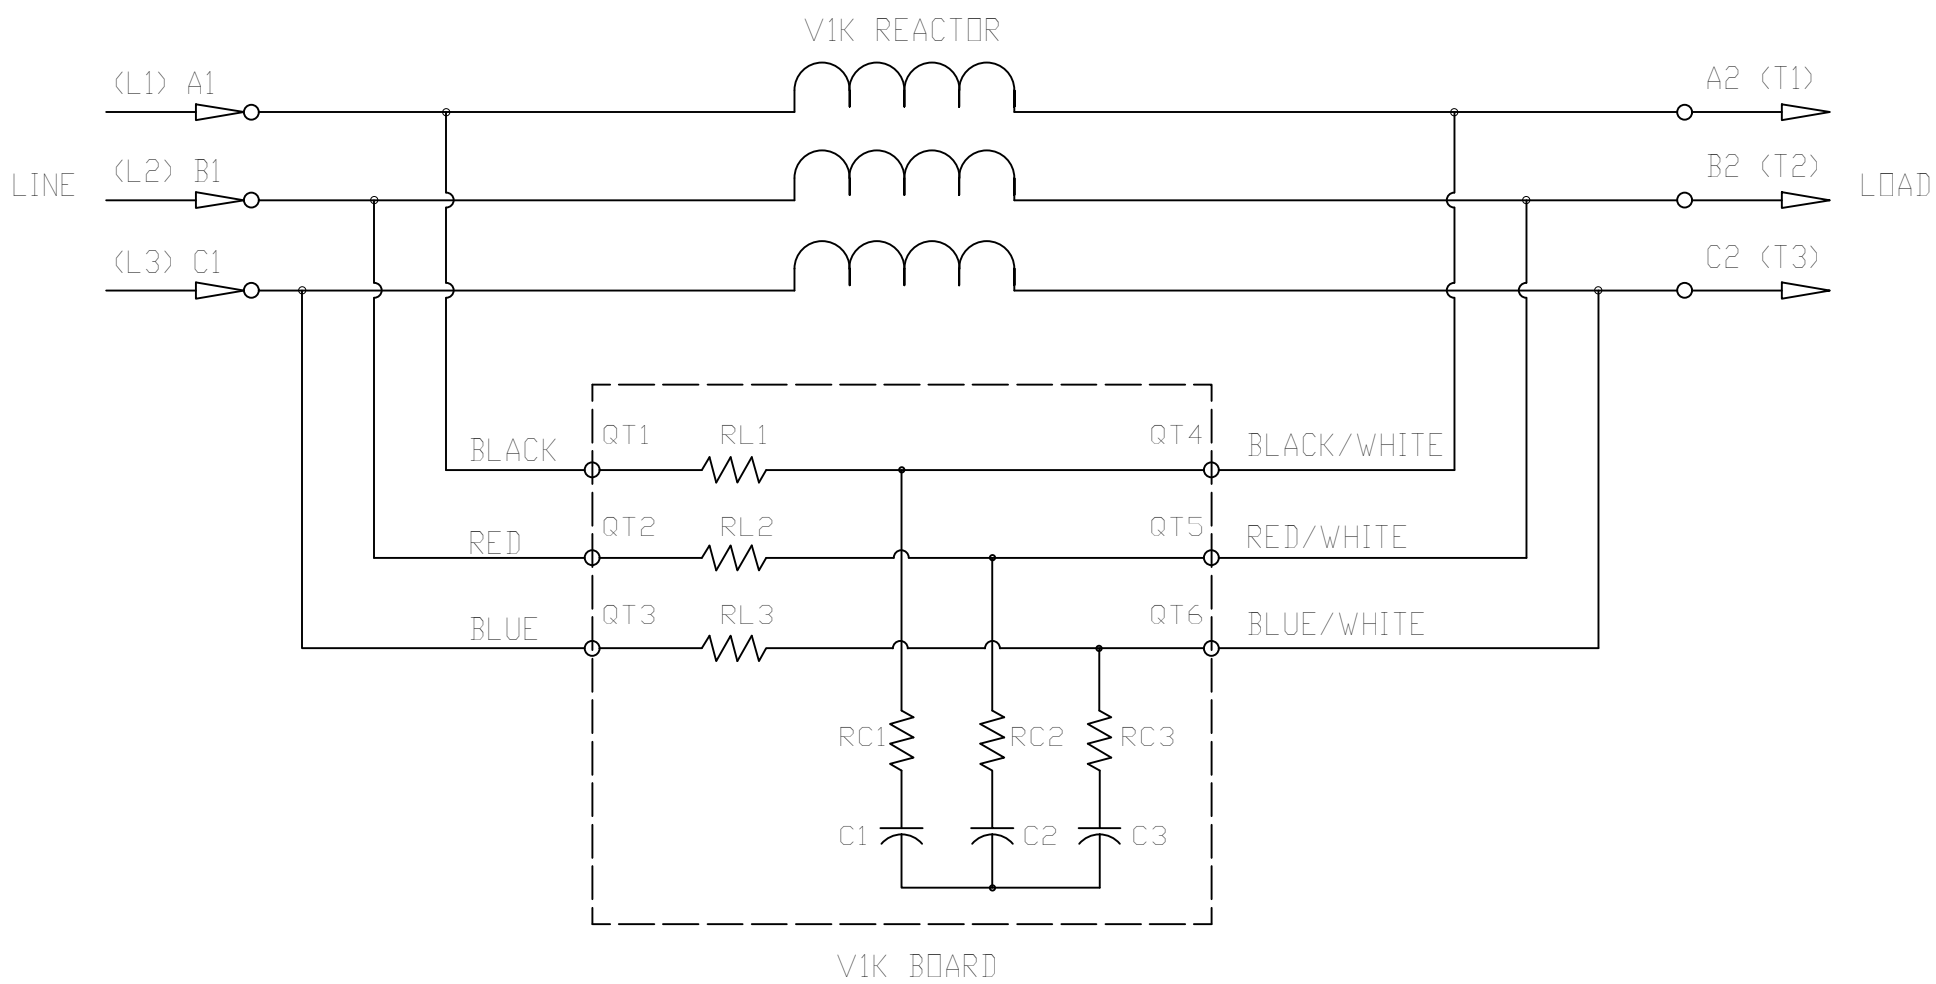 V1K REACTOR
(L1) A1
A2 (T1)
(L2) B1
B2 (T2)
LINE
LOAD
(L3) C1
C2 (T3)
BLACK
QT1
RL1
QT4
BLACK/WHITE
RED
QT2
RL2
QT5
RED/WHITE
BLUE
QT3
RL3
QT6
BLUE/WHITE
RC1
RC2
RC3
C1
C2
C3
V1K BOARD